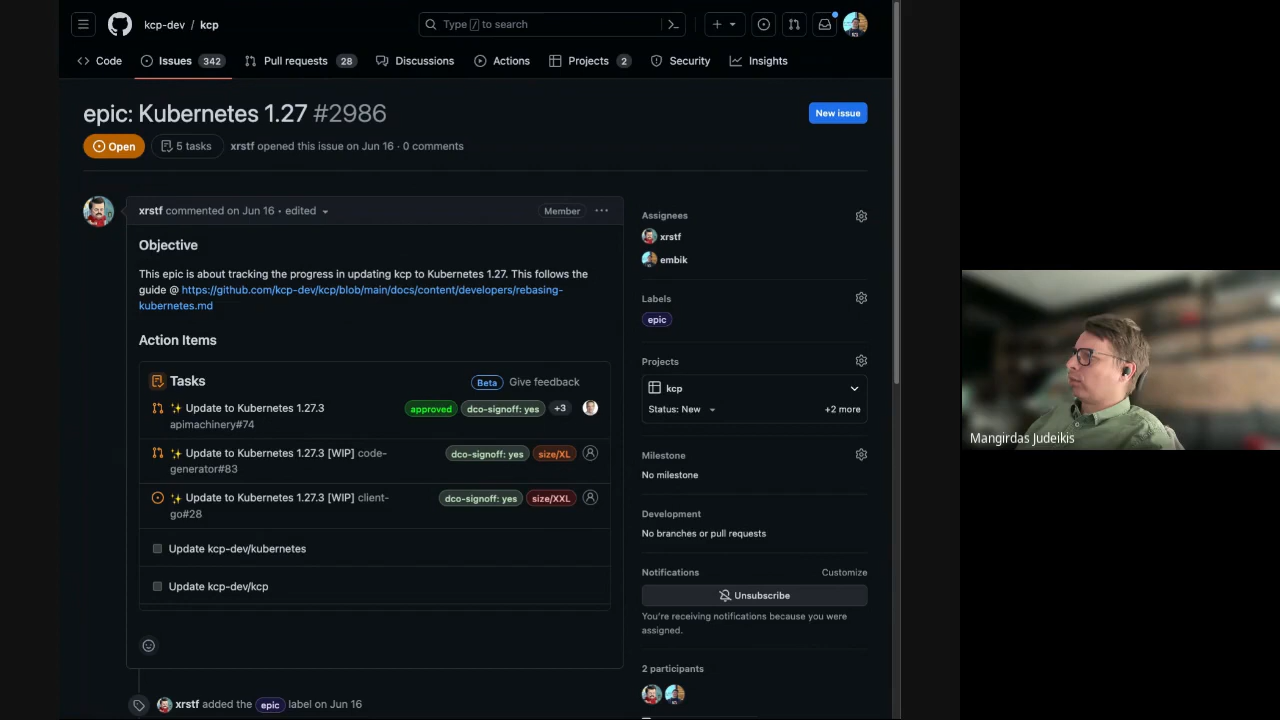 kcp-dev / kcp
Type / to search
Code
Issues 342
Pull requests 28
Discussions
Actions
Projects 2
Security
Insights
epic: Kubernetes 1.27 #2986
New issue
Open
5 tasks
xrstf opened this issue on Jun 16 · 0 comments
xrstf commented on Jun 16 • edited
Member
Objective
This epic is about tracking the progress in updating kcp to Kubernetes 1.27. This follows the
guide @ https://github.com/kcp-dev/kcp/blob/main/docs/content/developers/rebasing-
kubernetes.md
Action Items
Tasks
Beta
Give feedback
✨ Update to Kubernetes 1.27.3
apimachinery#74
approved
dco-signoff: yes
+3
✨ Update to Kubernetes 1.27.3 [WIP] code-
generator#83
dco-signoff: yes
size/XL
✨ Update to Kubernetes 1.27.3 [WIP] client-
go#28
dco-signoff: yes
size/XXL
Update kcp-dev/kubernetes
Update kcp-dev/kcp
xrstf added the epic label on Jun 16
Assignees
xrstf
embik
Labels
epic
Projects
kcp
Status: New
+2 more
Milestone
No milestone
Development
No branches or pull requests
Notifications
Customize
Unsubscribe
You're receiving notifications because you were
assigned.
2 participants
Mangirdas Judeikis